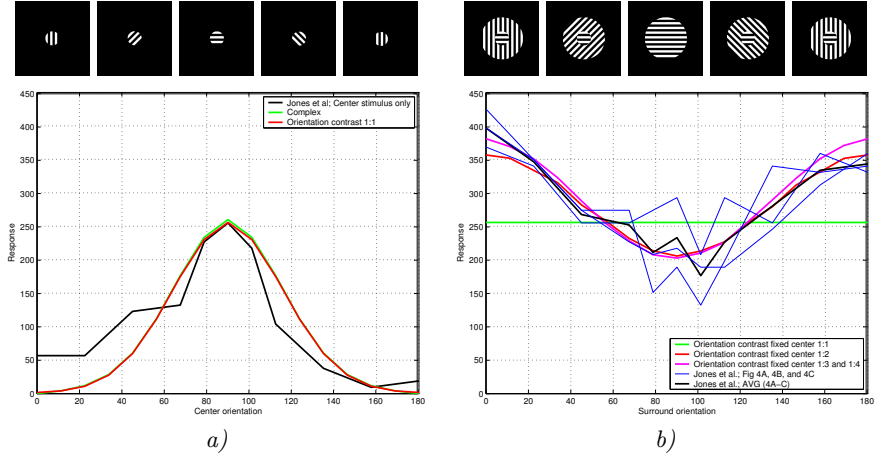 450
400
350
300
250
200
150
100
50
0
Response
0 20 40 60 80 100 120 140 160 180
Center orientation
Jones et al; Center stimulus only
Complex
Orientation contrast 1:1
a)
450
400
350
300
250
200
150
100
50
0
Response
0 20 40 60 80 100 120 140 160 180
Surround orientation
Orientation contrast fixed center 1:1
Orientation contrast fixed center 1:2
Orientation contrast fixed center 1:3 and 1:4
Jones et al.; Fig 4A, 4B, and 4C
Jones et al.; AVG (4A-C)
b)